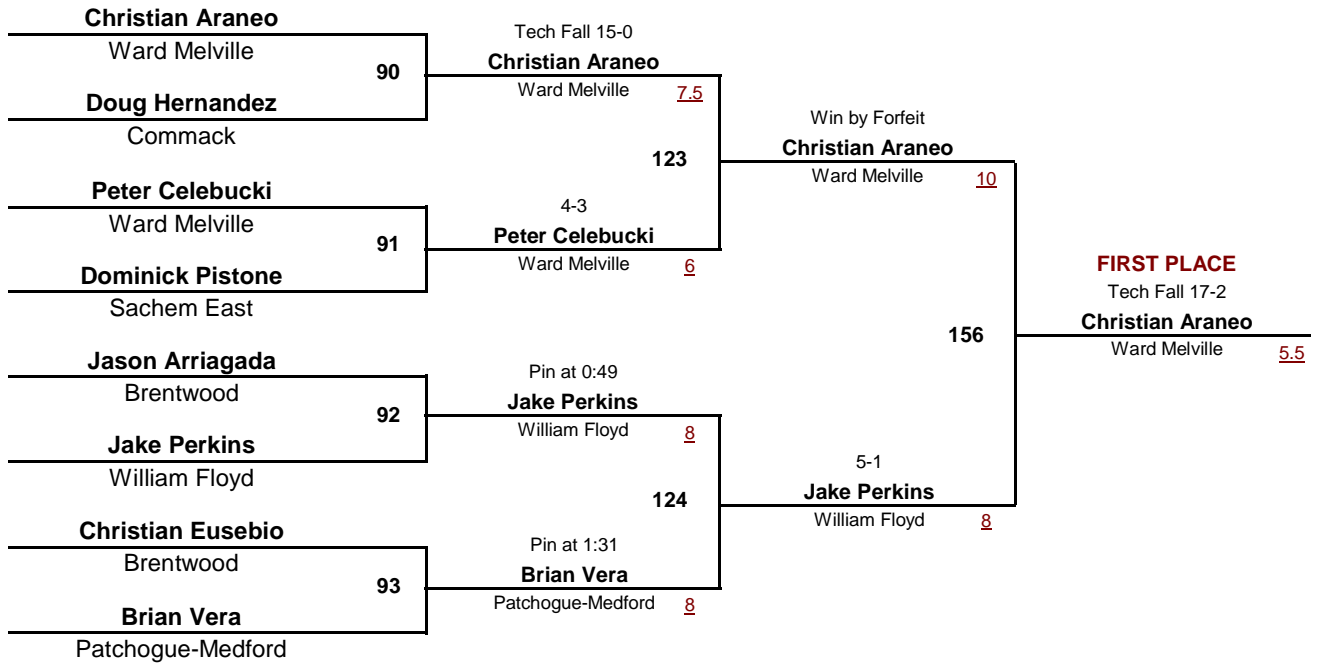 Christian Araneo
Ward Melville
90
Doug Hernandez
Commack
Peter Celebucki
Ward Melville
91
Dominick Pistone
Sachem East
Jason Arriagada
Brentwood
92
Jake Perkins
William Floyd
Christian Eusebio
Brentwood
93
Brian Vera
Patchogue-Medford
Tech Fall 15-0
Christian Araneo
Ward Melville 7.5
123
4-3
Peter Celebucki
Ward Melville 6
Pin at 0:49
Jake Perkins
William Floyd 8
124
Pin at 1:31
Brian Vera
Patchogue-Medford 8
Win by Forfeit
Christian Araneo
Ward Melville 10
156
5-1
Jake Perkins
William Floyd 8
FIRST PLACE
Tech Fall 17-2
Christian Araneo
Ward Melville 5.5